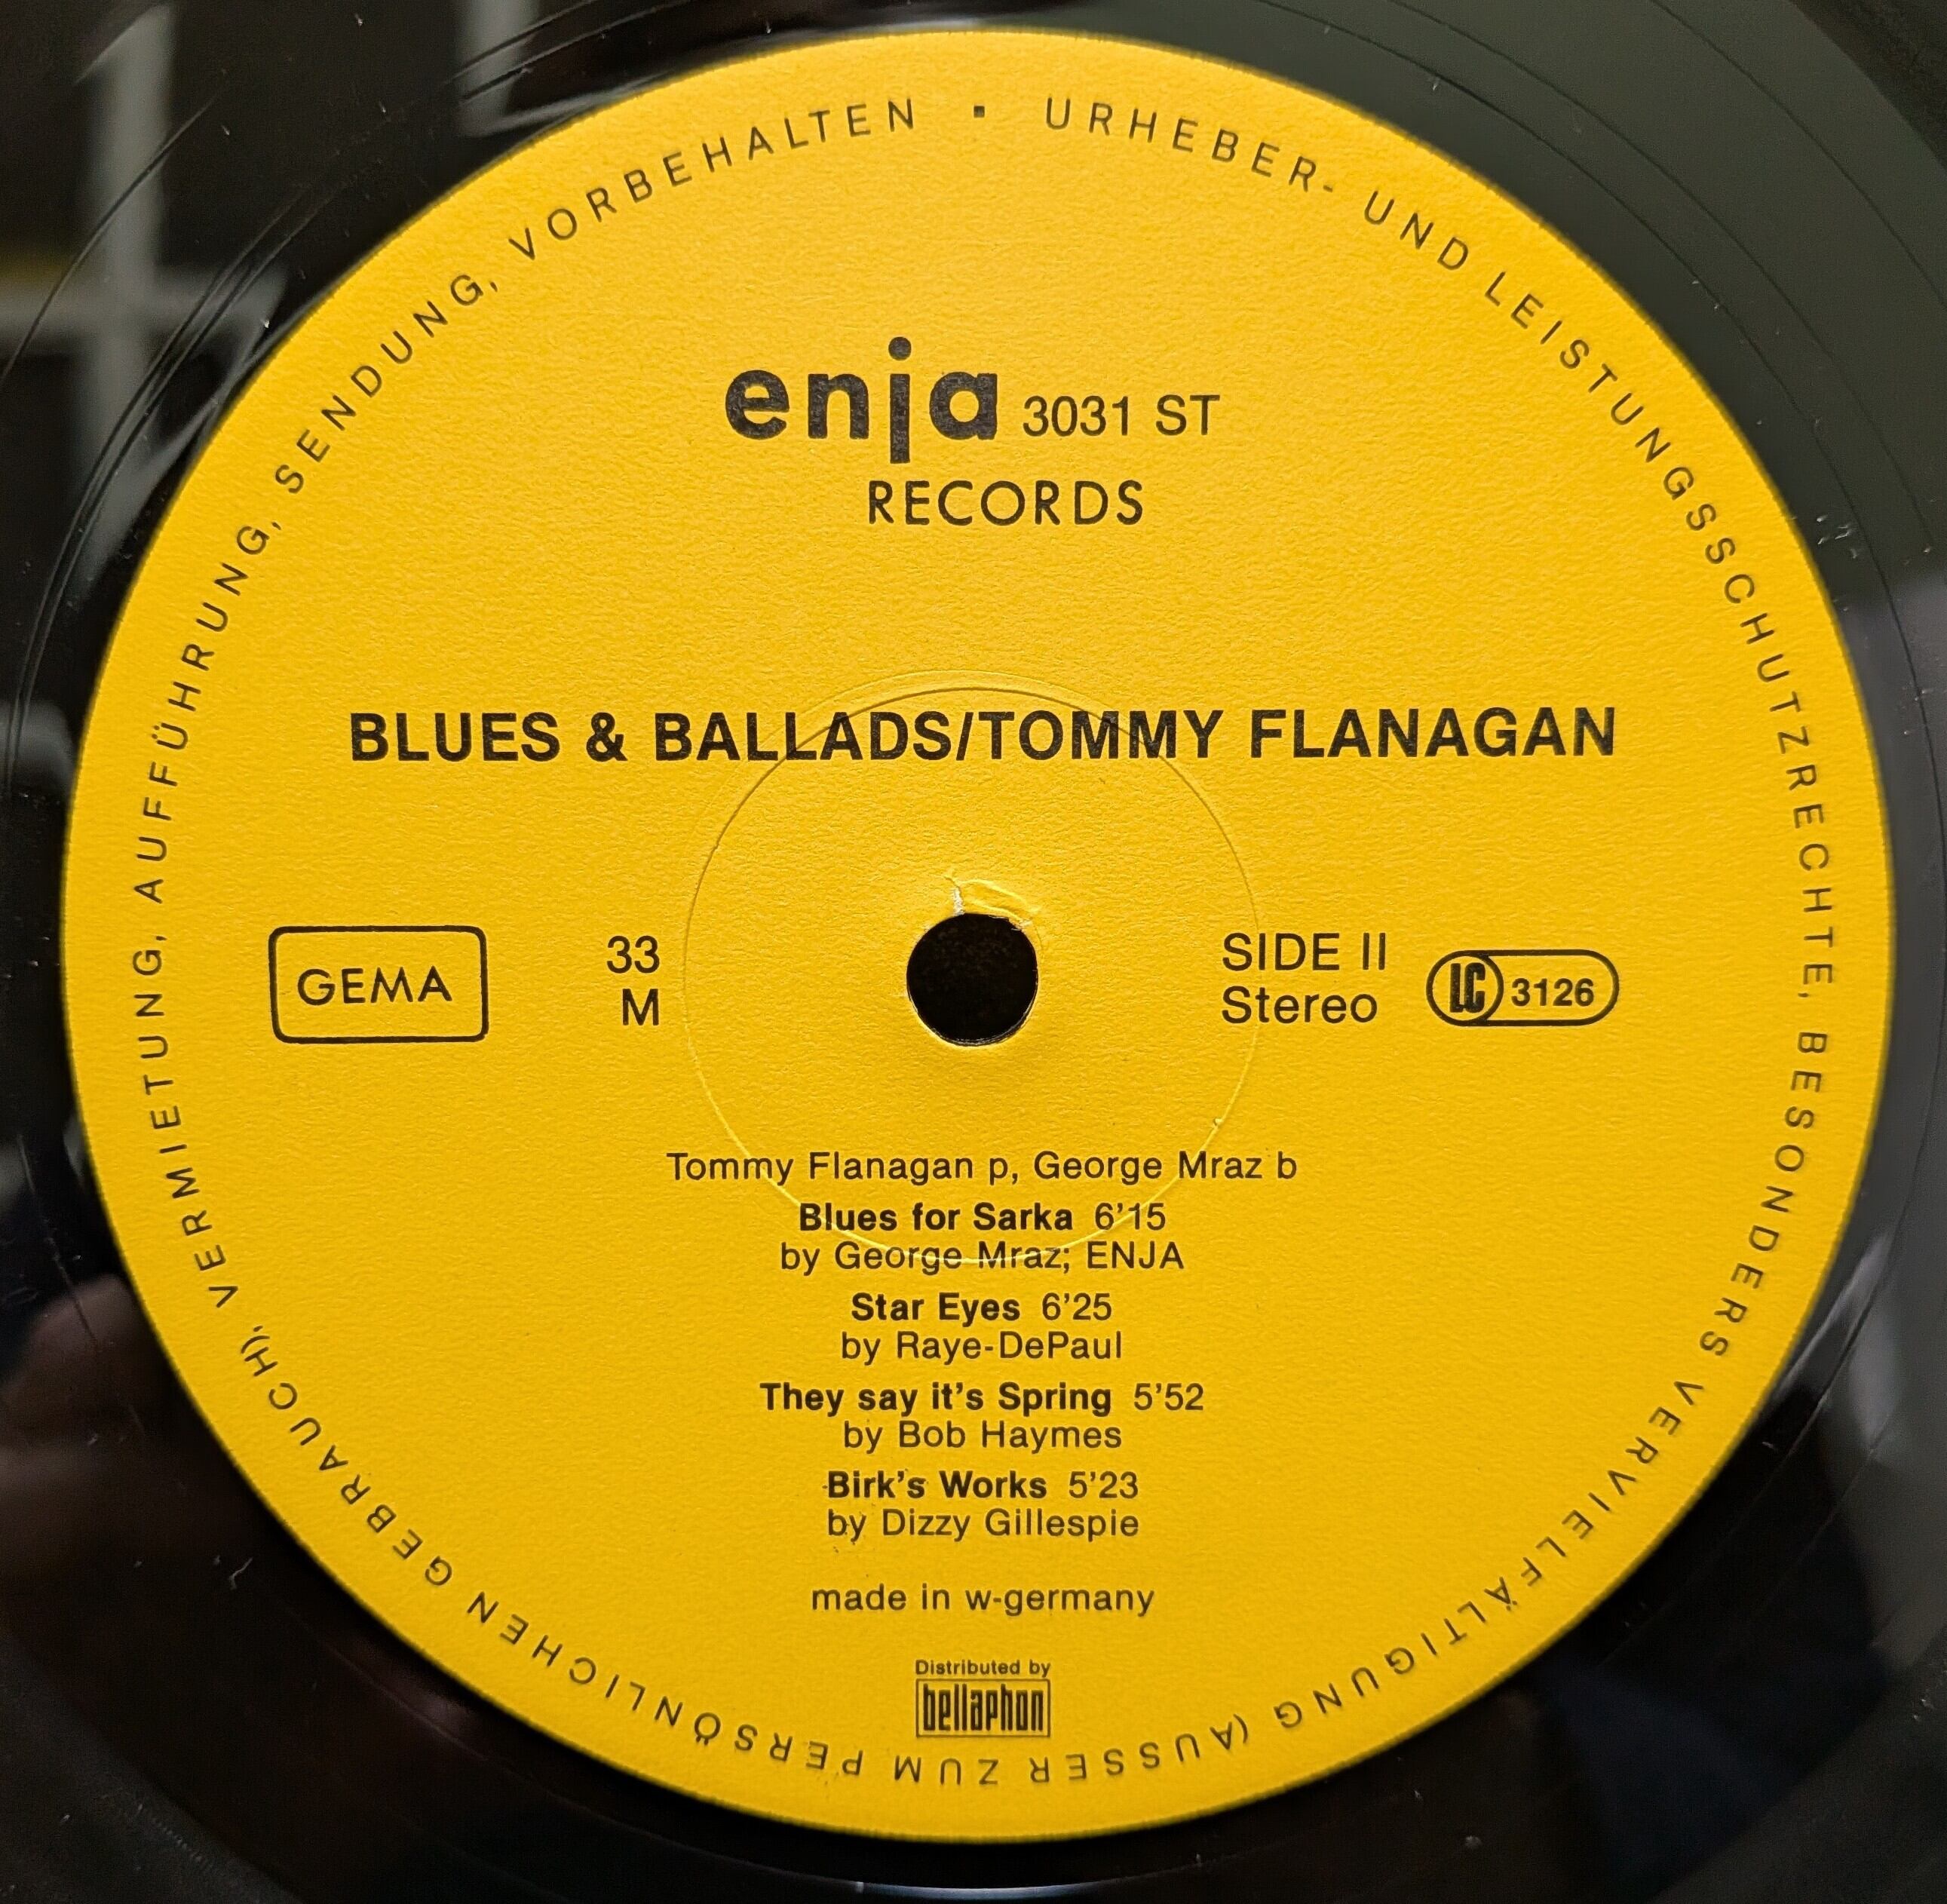 URHEBER- UND LEISTUNGSSCHUTZRECHTE, BESONDERS VERVIELFÄLTIGUNG (AUSSER ZUM PERSÖNLICHEN GEBRAUCH), VERMIETUNG, AUFFÜHRUNG, SENDUNG, VORBEHALTEN ▪
enja 3031 ST
RECORDS
BLUES & BALLADS/TOMMY FLANAGAN
GEMA
33
M
SIDE II
Stereo
LC 3126
Tommy Flanagan p, George Mraz b
Blues for Sarka 6'15
by George Mraz; ENJA
Star Eyes 6'25
by Raye-DePaul
They say it's Spring 5'52
by Bob Haymes
Birk's Works 5'23
by Dizzy Gillespie
made in w-germany
Distributed by
bellaphon